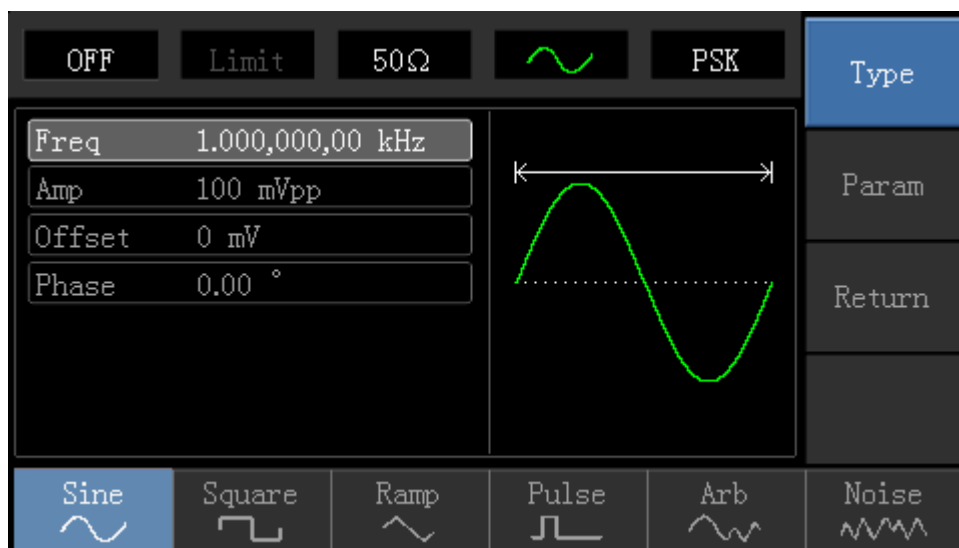 OFF Limit 50Ω PSK
Type
Freq 1.000,000,00 kHz
Amp 100 mVpp
Offset 0 mV
Phase 0.00 °
Param
Return
Sine Square Ramp Pulse Arb Noise